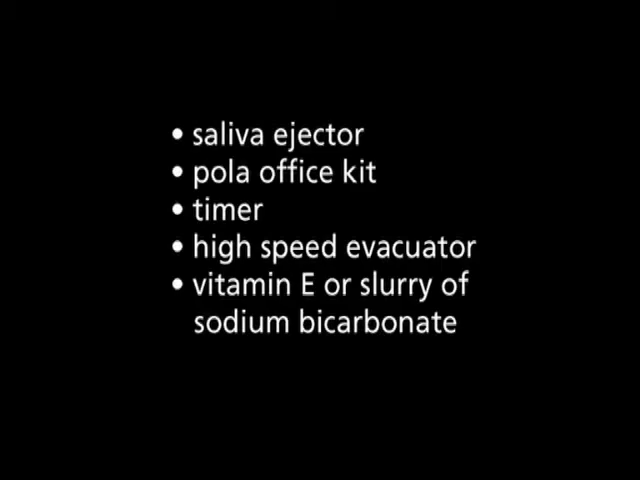 • saliva ejector
• pola office kit
• timer
• high speed evacuator
• vitamin E or slurry of
sodium bicarbonate